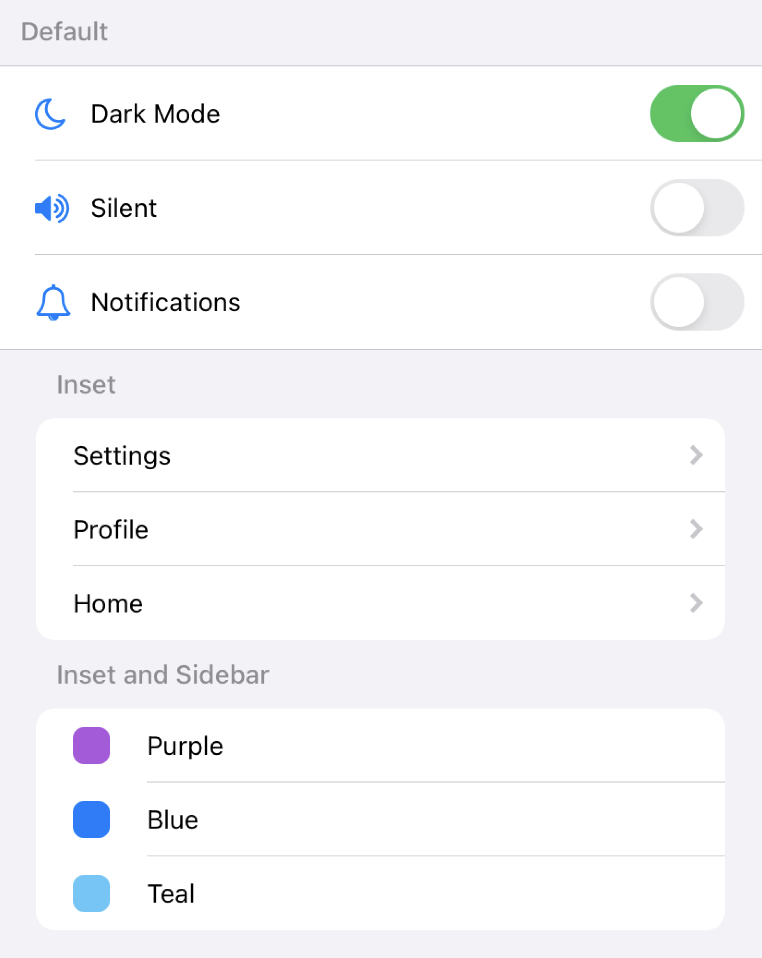 Default
Dark Mode
Silent
Notifications
Inset
Settings
Profile
Home
Inset and Sidebar
Purple
Blue
Teal